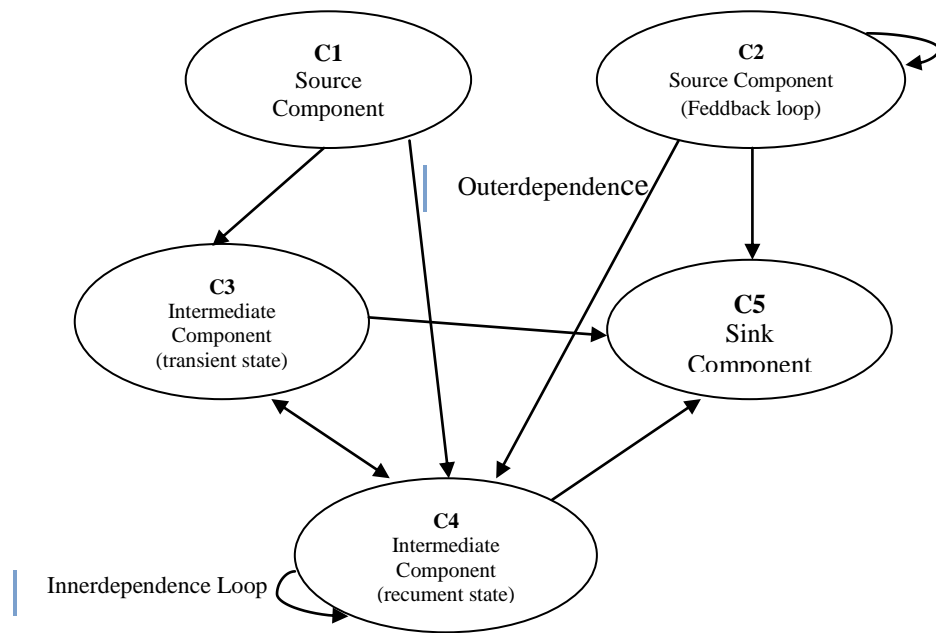 C1
Source
Component
C2
Source Component
(Feddback loop)
Outerdependence
C3
Intermediate
Component
(transient state)
C5
Sink
Component
C4
Intermediate
Component
(recument state)
Innerdependence Loop